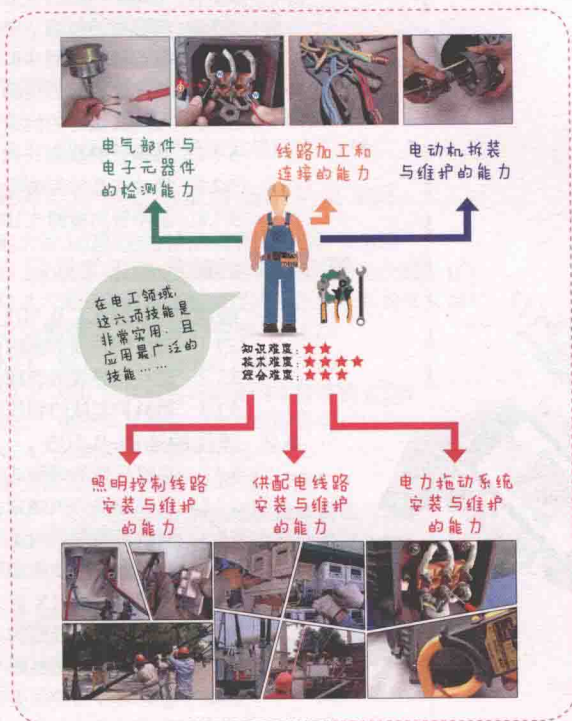 电气部件与
电子元器件
的检测能力
线路加工和
连接的能力
电动机拆装
与维护的能力
在电工领域,
这六项技能是
非常实用、且
应用最广泛的
技能……
知识难度:★★
技术难度:★★★★
综合难度:★★★
照明控制线路
安装与维护
的能力
供配电线路
安装与维护
的能力
电力拖动系统
安装与维护
的能力